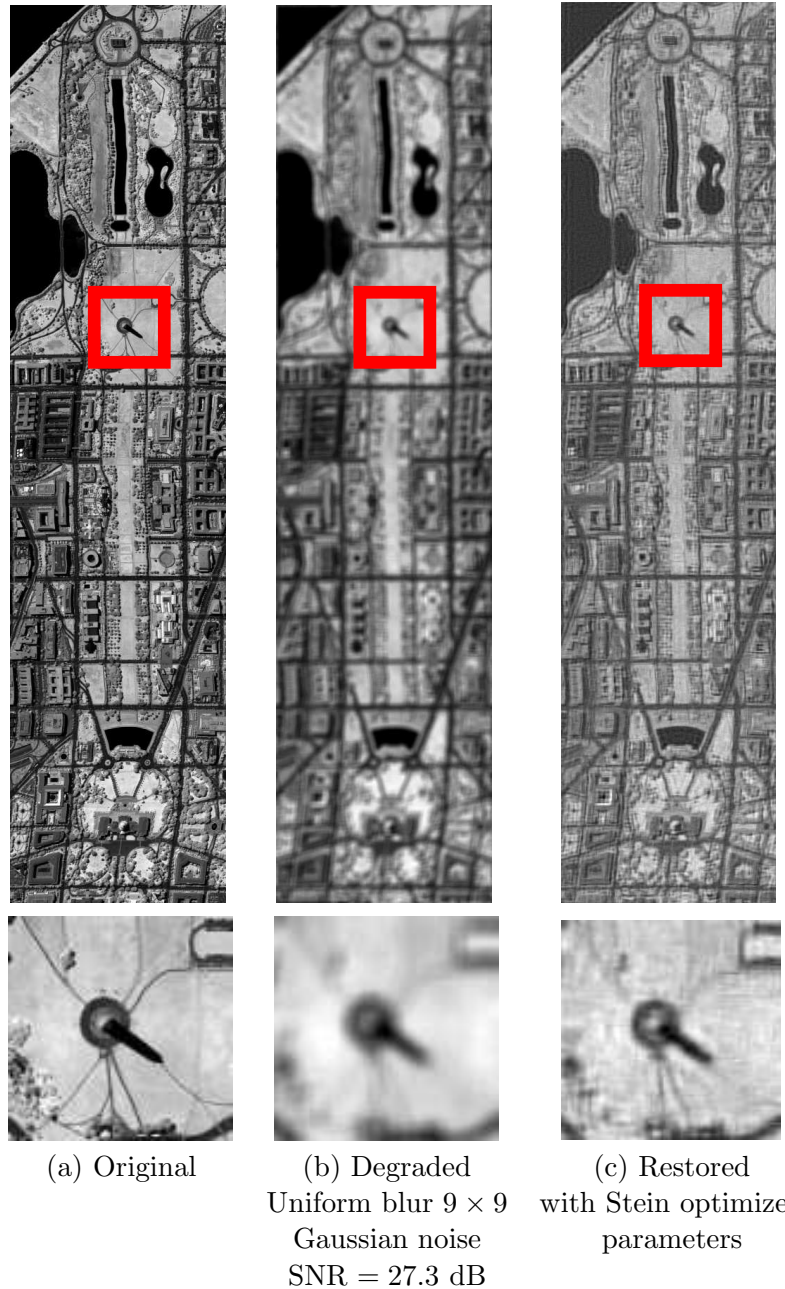 (a) Original
(b) Degraded
Uniform blur 9 × 9
Gaussian noise
SNR = 27.3 dB
(c) Restored
with Stein optimize
parameters